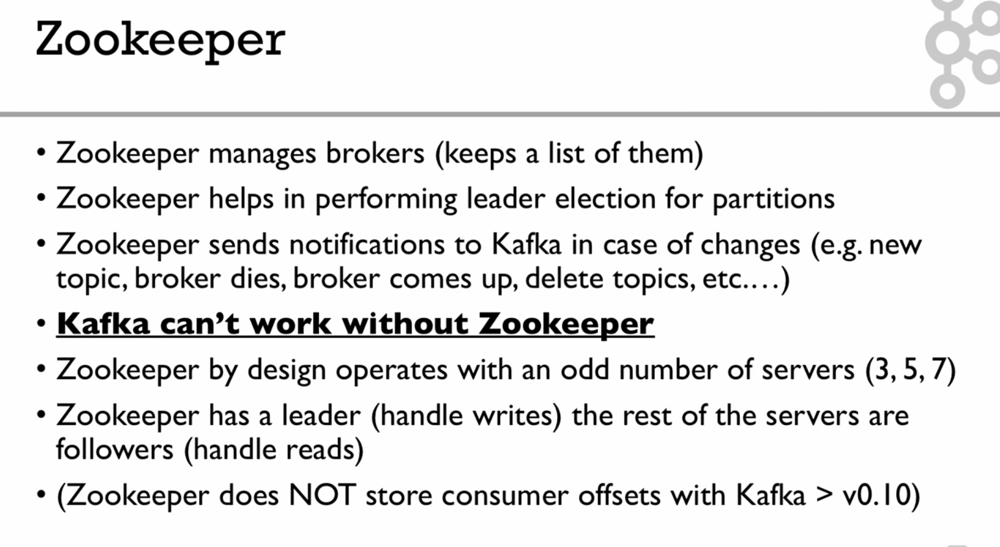 Zookeeper
• Zookeeper manages brokers (keeps a list of them)
• Zookeeper helps in performing leader election for partitions
• Zookeeper sends notifications to Kafka in case of changes (e.g. new
topic, broker dies, broker comes up, delete topics, etc.…)
• Kafka can’t work without Zookeeper
• Zookeeper by design operates with an odd number of servers (3, 5, 7)
• Zookeeper has a leader (handle writes) the rest of the servers are
followers (handle reads)
• (Zookeeper does NOT store consumer offsets with Kafka > v0.10)